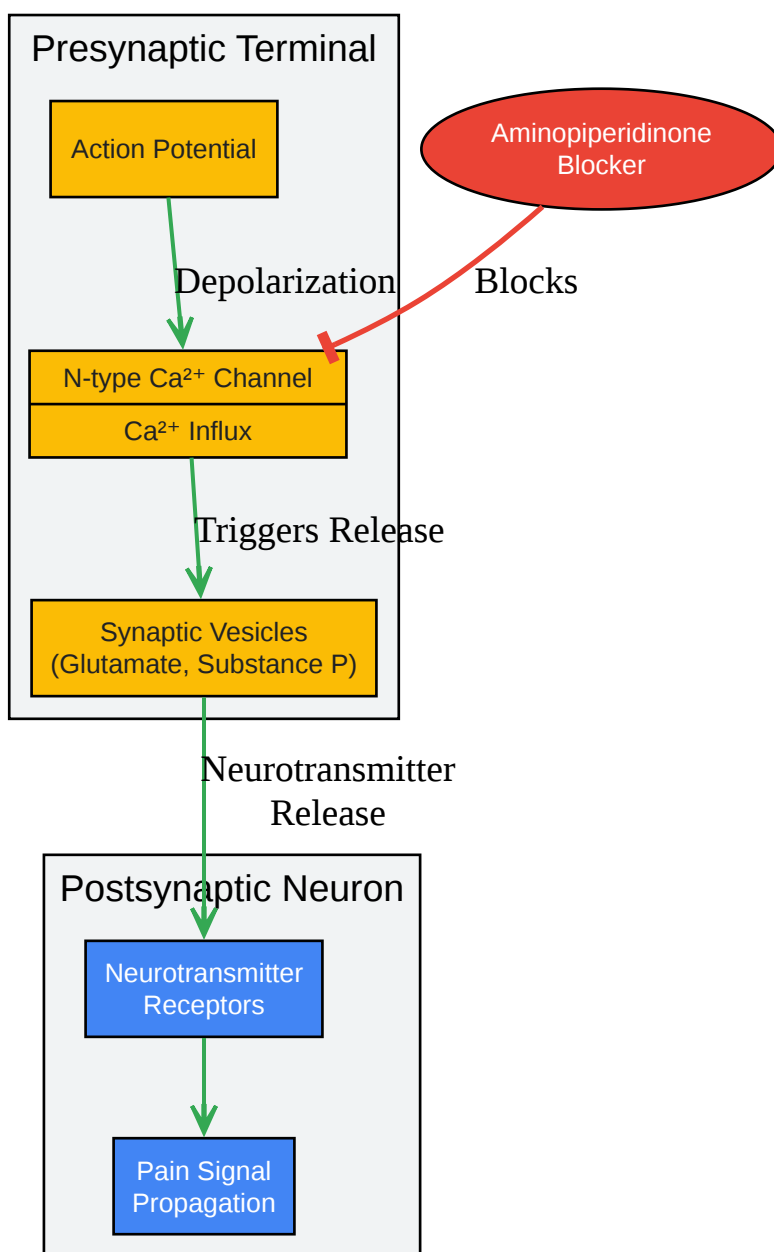 Presynaptic Terminal
Action Potential
Aminopiperidinone
Blocker
Depolarization
Blocks
N-type Ca²⁺ Channel
Ca²⁺ Influx
Triggers Release
Synaptic Vesicles
(Glutamate, Substance P)
Neurotransmitter
Release
Postsynaptic Neuron
Neurotransmitter
Receptors
Pain Signal
Propagation